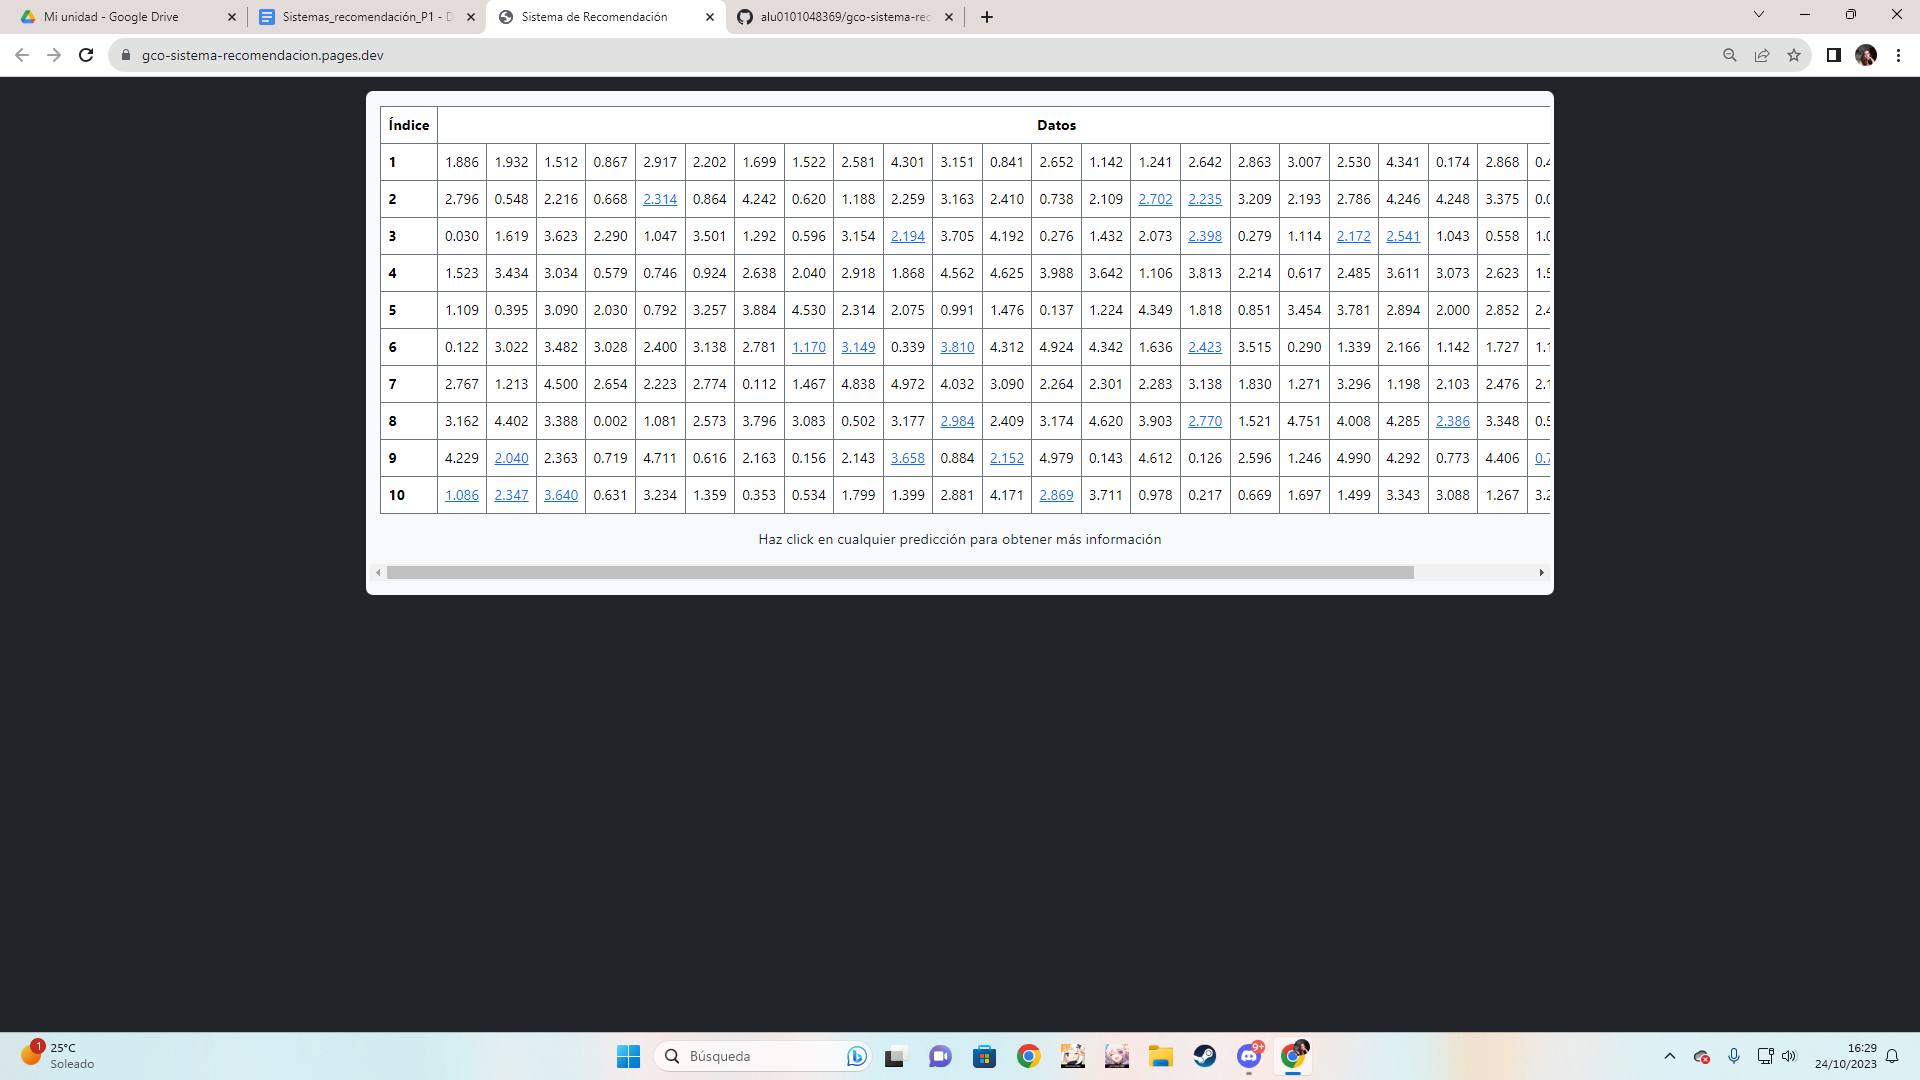 Mi unidad - Google Drive
Sistemas_recomendación_P1 - D
Sistema de Recomendación
alu0101048369/gco-sistema-rec
gco-sistema-recomendacion.pages.dev
Índice Datos
1 1.886 1.932 1.512 0.867 2.917 2.202 1.699 1.522 2.581 4.301 3.151 0.841 2.652 1.142 1.241 2.642 2.863 3.007 2.530 4.341 0.174 2.868 0.4
2 2.796 0.548 2.216 0.668 2.314 0.864 4.242 0.620 1.188 2.259 3.163 2.410 0.738 2.109 2.702 2.235 3.209 2.193 2.786 4.246 4.248 3.375 0.0
3 0.030 1.619 3.623 2.290 1.047 3.501 1.292 0.596 3.154 2.194 3.705 4.192 0.276 1.432 2.073 2.398 0.279 1.114 2.172 2.541 1.043 0.558 1.0
4 1.523 3.434 3.034 0.579 0.746 0.924 2.638 2.040 2.918 1.868 4.562 4.625 3.988 3.642 1.106 3.813 2.214 0.617 2.485 3.611 3.073 2.623 1.5
5 1.109 0.395 3.090 2.030 0.792 3.257 3.884 4.530 2.314 2.075 0.991 1.476 0.137 1.224 4.349 1.818 0.851 3.454 3.781 2.894 2.000 2.852 2.4
6 0.122 3.022 3.482 3.028 2.400 3.138 2.781 1.170 3.149 0.339 3.810 4.312 4.924 4.342 1.636 2.423 3.515 0.290 1.339 2.166 1.142 1.727 1.1
7 2.767 1.213 4.500 2.654 2.223 2.774 0.112 1.467 4.838 4.972 4.032 3.090 2.264 2.301 2.283 3.138 1.830 1.271 3.296 1.198 2.103 2.476 2.1
8 3.162 4.402 3.388 0.002 1.081 2.573 3.796 3.083 0.502 3.177 2.984 2.409 3.174 4.620 3.903 2.770 1.521 4.751 4.008 4.285 2.386 3.348 0.5
9 4.229 2.040 2.363 0.719 4.711 0.616 2.163 0.156 2.143 3.658 0.884 2.152 4.979 0.143 4.612 0.126 2.596 1.246 4.990 4.292 0.773 4.406 0.7
10 1.086 2.347 3.640 0.631 3.234 1.359 0.353 0.534 1.799 1.399 2.881 4.171 2.869 3.711 0.978 0.217 0.669 1.697 1.499 3.343 3.088 1.267 3.2
Haz click en cualquier predicción para obtener más información
1
25°C
Soleado
Búsqueda
9+
16:29
24/10/2023